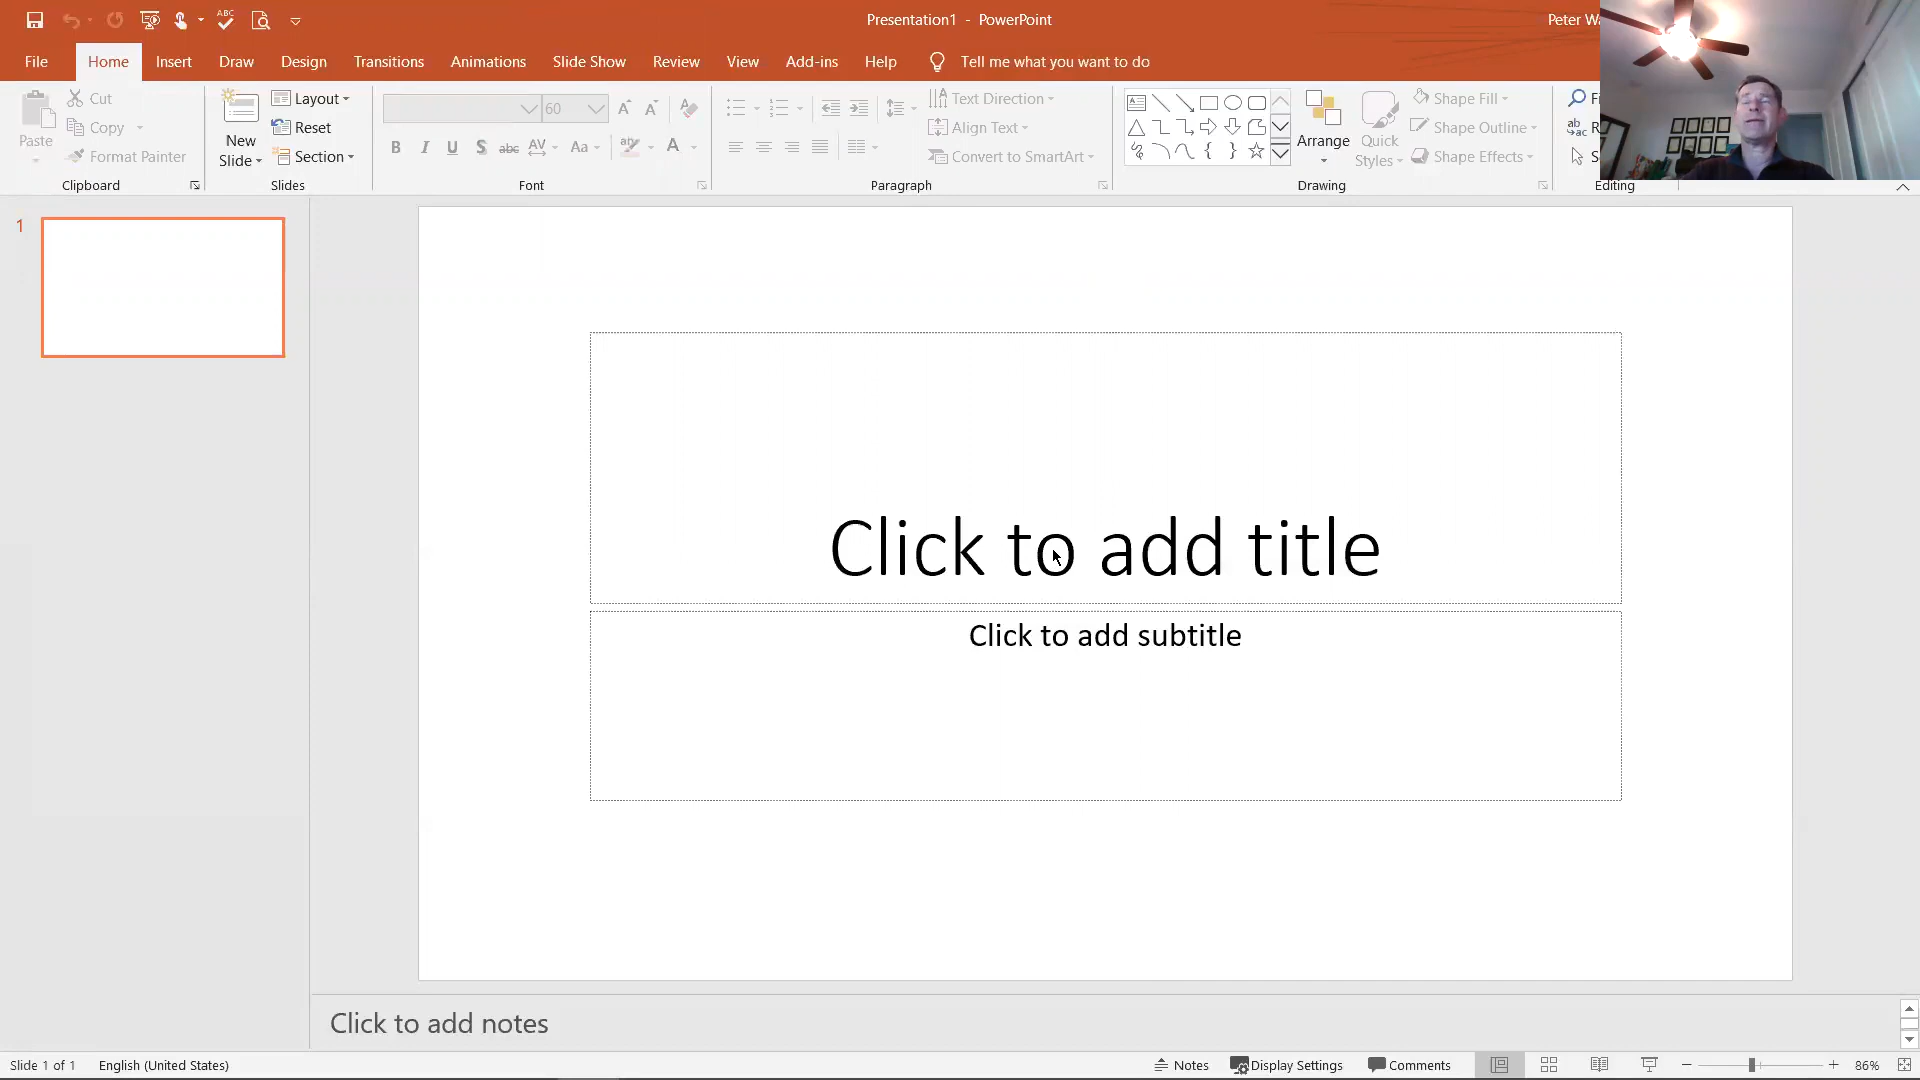 Presentation1 - PowerPoint
Peter Wa
File Home Insert Draw Design Transitions Animations Slide Show Review View Add-ins Help Tell me what you want to do
Paste
Cut
Copy
Format Painter
Clipboard
New
Slide
Layout
Reset
Section
Slides
60
B I U S abc AV Aa A
Font
Text Direction
Align Text
Convert to SmartArt
Paragraph
Arrange
Quick
Styles
Shape Fill
Shape Outline
Shape Effects
Drawing
Editing
1
Click to add title
Click to add subtitle
Click to add notes
Slide 1 of 1 English (United States) Notes Display Settings Comments 86%